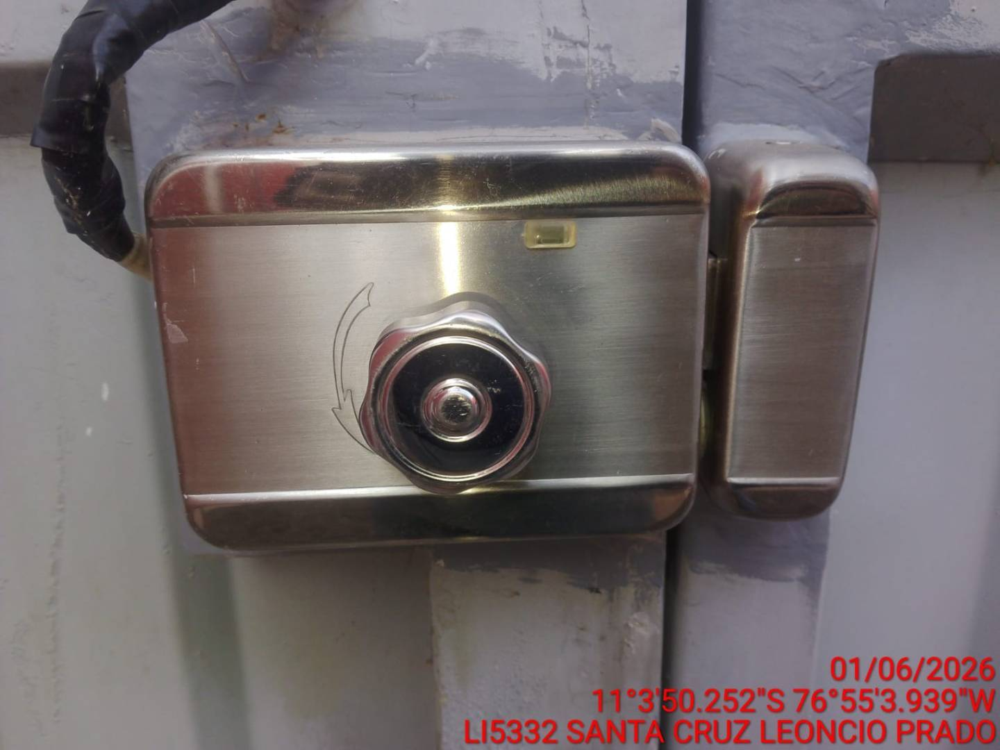 01/06/2026
11°3'50.252"S 76°55'3.939"W
LI5332 SANTA CRUZ LEONCIO PRADO